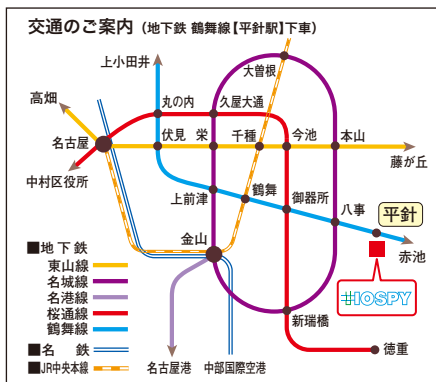 交通のご案内（地下鉄 鶴舞線【平針駅】下車）
上小田井
大曽根
高畑
丸の内
久屋大通
名古屋
伏見
栄
千種
今池
本山
藤が丘
中村区役所
上前津
鶴舞
御器所
八事
平針
金山
赤池
HOSPY
■地下鉄
東山線
名城線
名港線
桜通線
鶴舞線
■名鉄
■JR中央本線
新瑞橋
徳重
名古屋港
中部国際空港